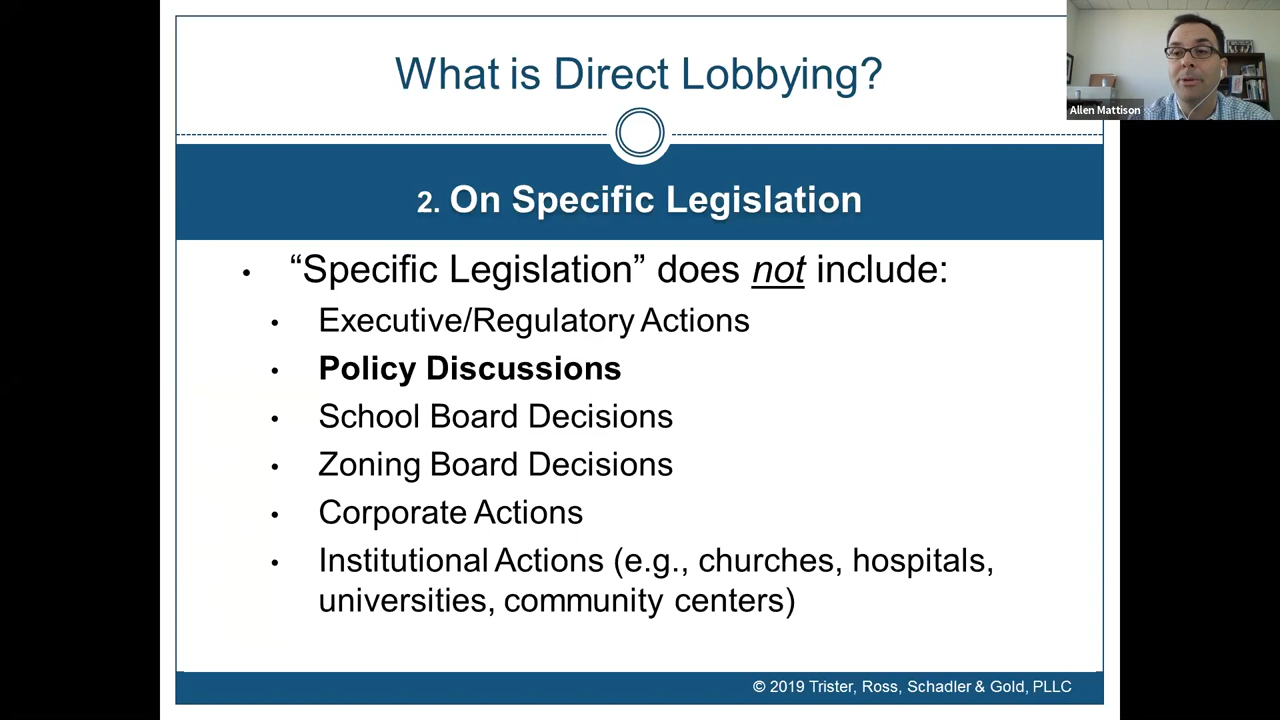 What is Direct Lobbying?
Allen Mattison
2. On Specific Legislation
• “Specific Legislation” does not include:
• Executive/Regulatory Actions
• Policy Discussions
• School Board Decisions
• Zoning Board Decisions
• Corporate Actions
• Institutional Actions (e.g., churches, hospitals,
universities, community centers)
© 2019 Trister, Ross, Schadler & Gold, PLLC